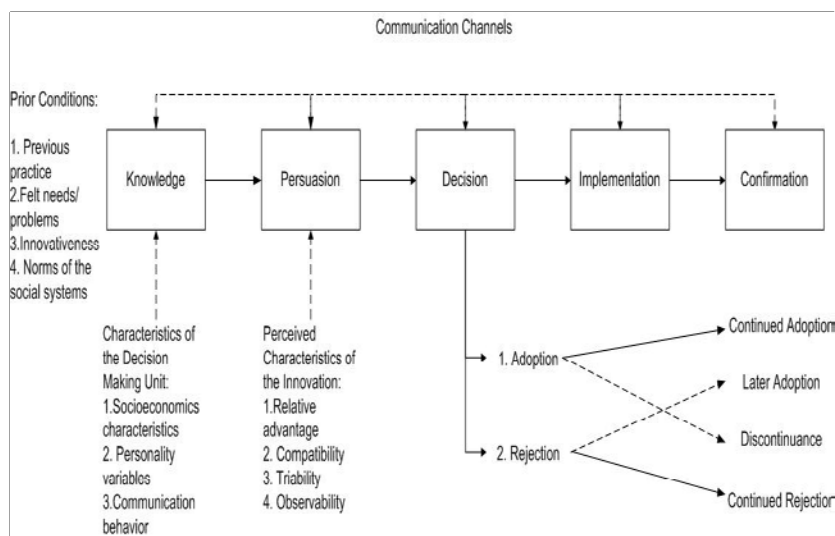 Communication Channels
Prior Conditions:
1. Previous
practice
2.Felt needs/
problems
3.Innovativeness
4. Norms of the
social systems
Knowledge
Persuasion
Decision
Implementation
Confirmation
Characteristics of
the Decision
Making Unit:
1.Socioeconomics
characteristics
2. Personality
variables
3.Communication
behavior
Perceived
Characteristics of
the Innovation:
1.Relative
advantage
2. Compatibility
3. Triability
4. Observability
1. Adoption
2. Rejection
Continued Adoption
Later Adoption
Discontinuance
Continued Rejection